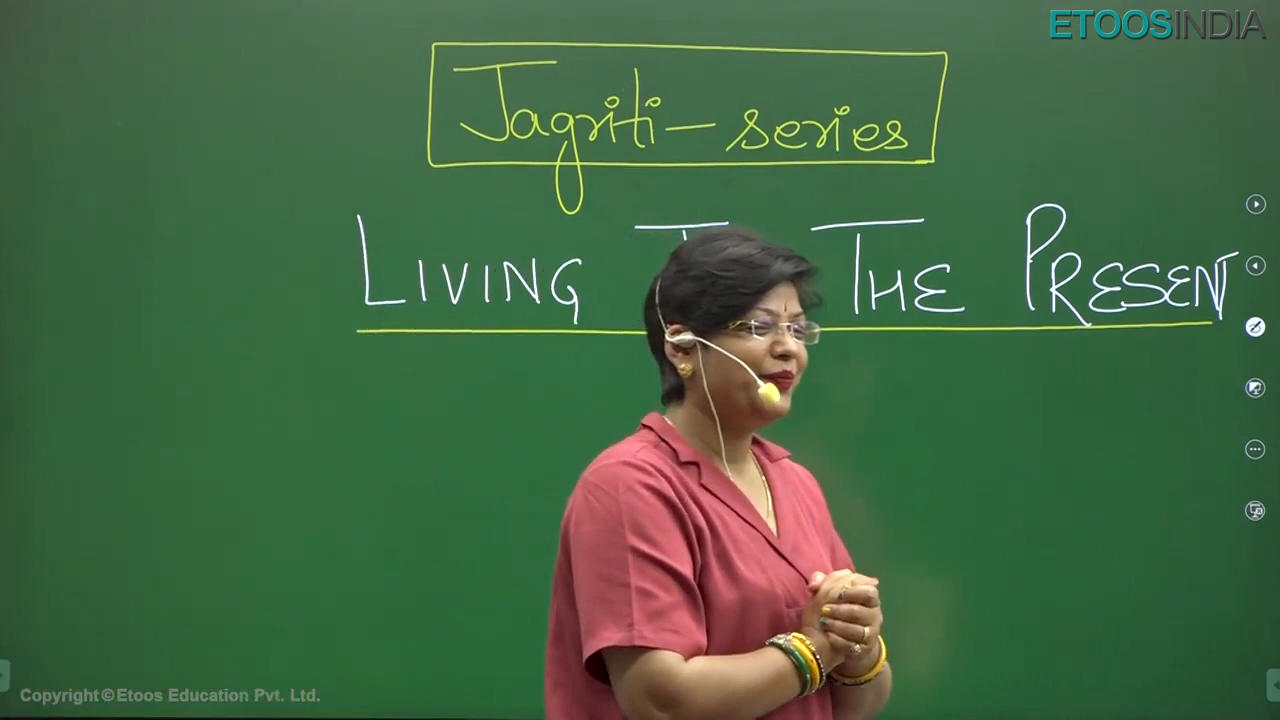 ETOOSINDIA
Jagriti - series
LIVING THE PRESENT
Copyright © Etoos Education Pvt. Ltd.